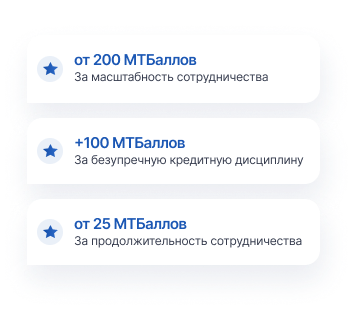 от 200 МТБаллов
За масштабность сотрудничества
+100 МТБаллов
За безупречную кредитную дисциплину
от 25 МТБаллов
За продолжительность сотрудничества